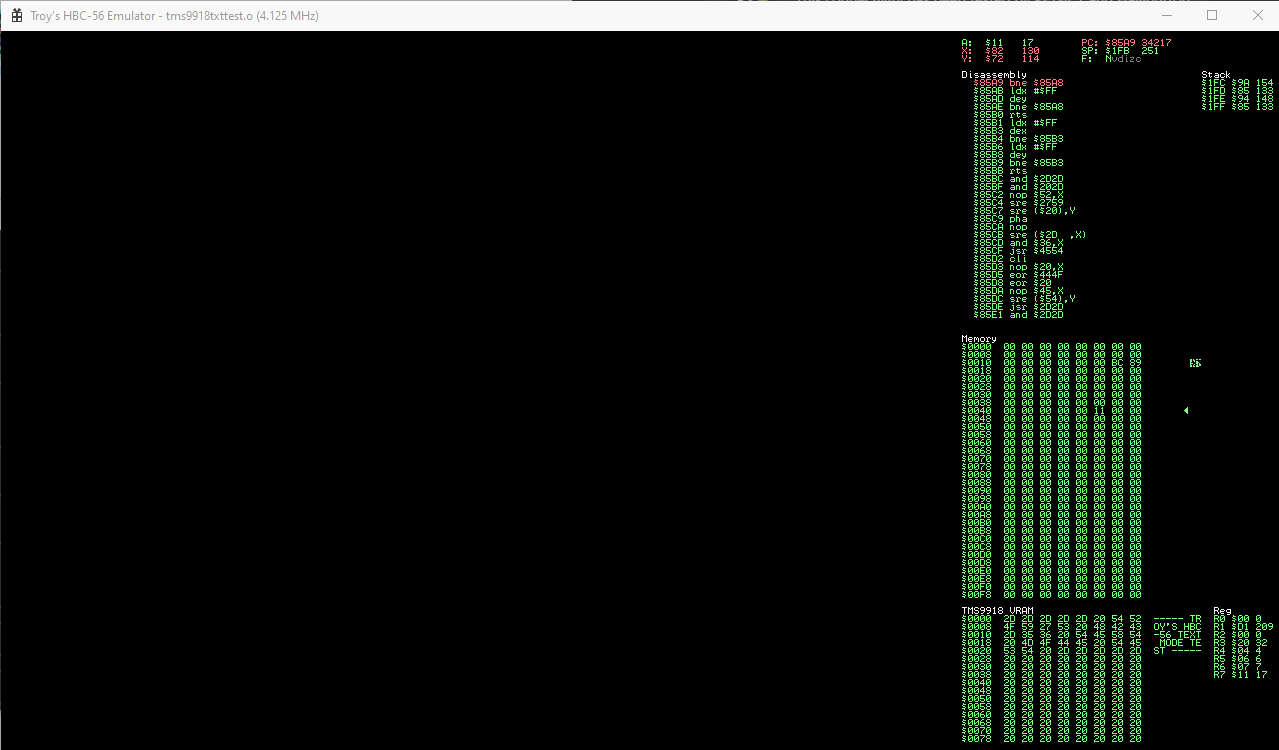 Troy's HBC-56 Emulator - tms9918txttest.o (4.125 MHz)
A: $11 17 PC: $85A9 34217
X: $82 130 SP: $1FB 251
Y: $72 114 F: Nvdizc
Disassembly Stack
$85A9 bne $85A8 $1FC $9A 154
$85AB ldx #$FF $1FD $85 133
$85AD dey $1FE $94 148
$85AE bne $85A8 $1FF $85 133
$85B0 rts
$85B1 ldx #$FF
$85B3 dex
$85B4 bne $85B3
$85B6 ldx #$FF
$85B8 dey
$85B9 bne $85B3
$85BB rts
$85BC and $2D2D
$85BF and $202D
$85C2 nop $52,X
$85C4 sre $2759
$85C7 sre ($20),Y
$85C9 pha
$85CA nop
$85CB sre ($2D ,X)
$85CD and $36,X
$85CF jsr $4554
$85D2 cli
$85D3 nop $20,X
$85D5 eor $444F
$85D8 eor $20
$85DA nop $45,X
$85DC sre ($54),Y
$85DE jsr $2D2D
$85E1 and $2D2D
Memory
$0000 00 00 00 00 00 00 00 00
$0008 00 00 00 00 00 00 00 00
$0010 00 00 00 00 00 00 BC 89
$0018 00 00 00 00 00 00 00 00
$0020 00 00 00 00 00 00 00 00
$0028 00 00 00 00 00 00 00 00
$0030 00 00 00 00 00 00 00 00
$0038 00 00 00 00 00 00 00 00
$0040 00 00 00 00 00 11 00 00
$0048 00 00 00 00 00 00 00 00
$0050 00 00 00 00 00 00 00 00
$0058 00 00 00 00 00 00 00 00
$0060 00 00 00 00 00 00 00 00
$0068 00 00 00 00 00 00 00 00
$0070 00 00 00 00 00 00 00 00
$0078 00 00 00 00 00 00 00 00
$0080 00 00 00 00 00 00 00 00
$0088 00 00 00 00 00 00 00 00
$0090 00 00 00 00 00 00 00 00
$0098 00 00 00 00 00 00 00 00
$00A0 00 00 00 00 00 00 00 00
$00A8 00 00 00 00 00 00 00 00
$00B0 00 00 00 00 00 00 00 00
$00B8 00 00 00 00 00 00 00 00
$00C0 00 00 00 00 00 00 00 00
$00C8 00 00 00 00 00 00 00 00
$00D0 00 00 00 00 00 00 00 00
$00D8 00 00 00 00 00 00 00 00
$00E0 00 00 00 00 00 00 00 00
$00E8 00 00 00 00 00 00 00 00
$00F0 00 00 00 00 00 00 00 00
$00F8 00 00 00 00 00 00 00 00
TMS9918 VRAM Reg
$0000 2D 2D 2D 2D 2D 20 54 52 ----- TR R0 $00 0
$0008 4F 59 27 53 20 48 42 43 OY'S HBC R1 $D1 209
$0010 2D 35 36 20 54 45 58 54 -56 TEXT R2 $00 0
$0018 20 4D 4F 44 45 20 54 45 MODE TE R3 $20 32
$0020 53 54 20 2D 2D 2D 2D 2D ST ----- R4 $04 4
$0028 20 20 20 20 20 20 20 20 R5 $06 6
$0030 20 20 20 20 20 20 20 20 R6 $07 7
$0038 20 20 20 20 20 20 20 20 R7 $11 17
$0040 20 20 20 20 20 20 20 20
$0048 20 20 20 20 20 20 20 20
$0050 20 20 20 20 20 20 20 20
$0058 20 20 20 20 20 20 20 20
$0060 20 20 20 20 20 20 20 20
$0068 20 20 20 20 20 20 20 20
$0070 20 20 20 20 20 20 20 20
$0078 20 20 20 20 20 20 20 20